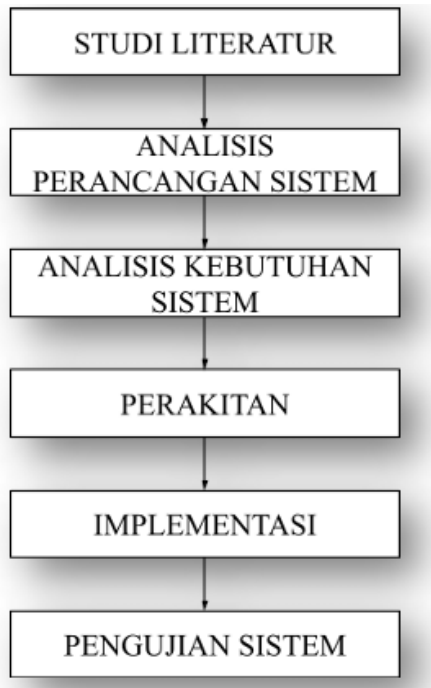 STUDI LITERATUR
ANALISIS
PERANCANGAN SISTEM
ANALISIS KEBUTUHAN
SISTEM
PERAKITAN
IMPLEMENTASI
PENGUJIAN SISTEM